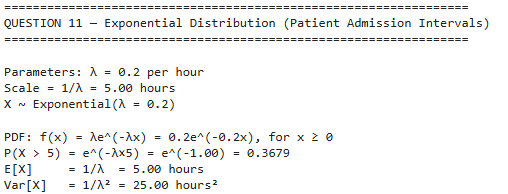 ======================================================================
QUESTION 11 — Exponential Distribution (Patient Admission Intervals)
======================================================================
Parameters: λ = 0.2 per hour
Scale = 1/λ = 5.00 hours
X ~ Exponential(λ = 0.2)
PDF: f(x) = λe^(-λx) = 0.2e^(-0.2x), for x ≥ 0
P(X > 5) = e^(-λx5) = e^(-1.00) = 0.3679
E[X]    = 1/λ  = 5.00 hours
Var[X]  = 1/λ² = 25.00 hours²